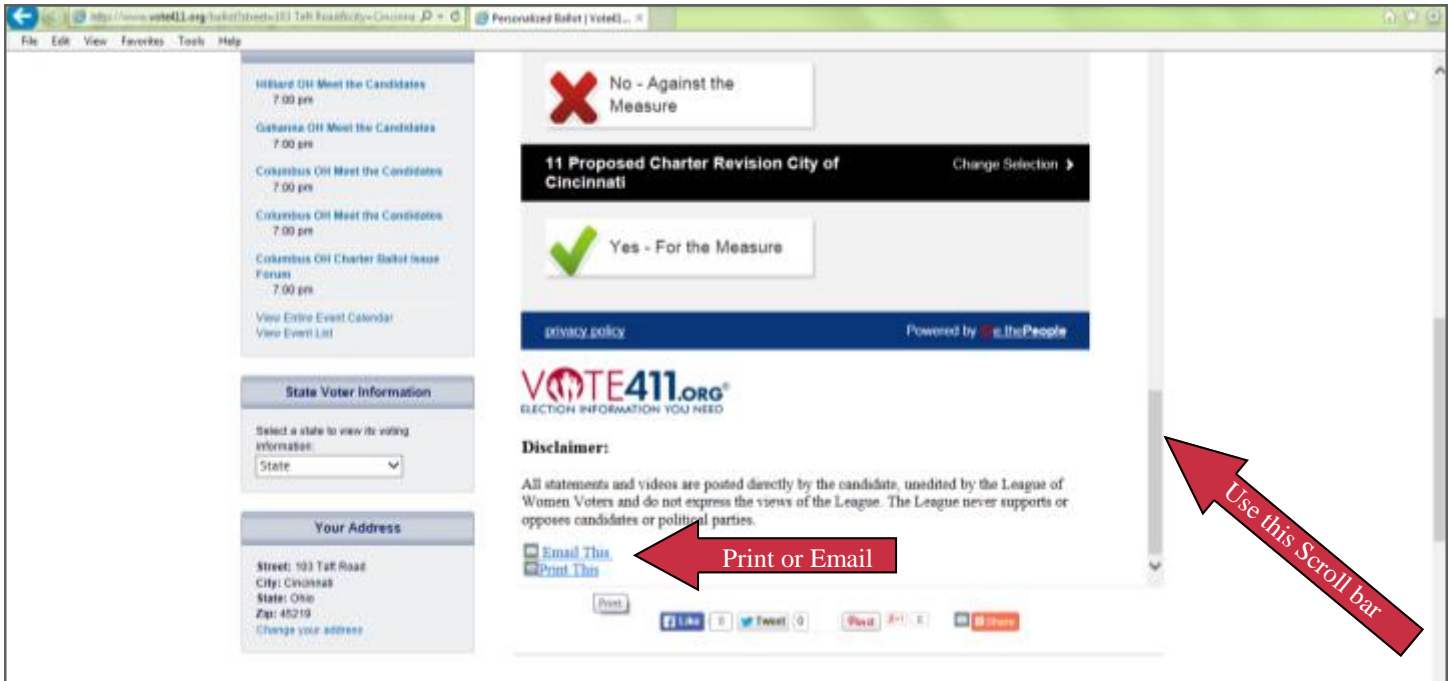 Personalized Ballot | Vote41... ×
File Edit View Favorites Tools Help
Hilliard OH Meet the Candidates
7:00 pm
Gahanna OH Meet the Candidates
7:00 pm
Columbus OH Meet the Candidates
7:00 pm
Columbus OH Meet the Candidates
7:00 pm
Columbus OH Charter Ballot Issue
Forum
7:00 pm
View Entire Event Calendar
View Event List
State Voter Information
Select a state to view its voting
information:
State
Your Address
Street: 103 Taft Road
City: Cincinnati
State: Ohio
Zip: 45219
Change your address
No - Against the
Measure
11 Proposed Charter Revision City of
Cincinnati
Change Selection
Yes - For the Measure
privacy policy
Powered by e.thePeople
VOTE411.ORG®
ELECTION INFORMATION YOU NEED
Disclaimer:
All statements and videos are posted directly by the candidate, unedited by the League of
Women Voters and do not express the views of the League. The League never supports or
opposes candidates or political parties.
Email This
Print This
Print or Email
Use this Scroll bar
Print
Like 0 Tweet 0 Pin it +1 0 Share